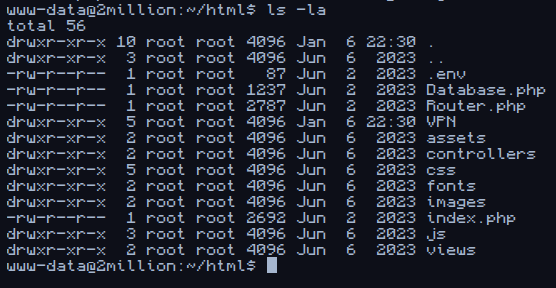 www-data@2million:~/html$ ls -la
total 56
drwxr-xr-x 10 root root 4096 Jan  6 22:30 .
drwxr-xr-x  3 root root 4096 Jun  6  2023 ..
-rw-r--r--  1 root root   87 Jun  2  2023 .env
-rw-r--r--  1 root root 1237 Jun  2  2023 Database.php
-rw-r--r--  1 root root 2787 Jun  2  2023 Router.php
drwxr-xr-x  5 root root 4096 Jan  6 22:30 VPN
drwxr-xr-x  2 root root 4096 Jun  6  2023 assets
drwxr-xr-x  2 root root 4096 Jun  6  2023 controllers
drwxr-xr-x  5 root root 4096 Jun  6  2023 css
drwxr-xr-x  2 root root 4096 Jun  6  2023 fonts
drwxr-xr-x  2 root root 4096 Jun  6  2023 images
-rw-r--r--  1 root root 2692 Jun  2  2023 index.php
drwxr-xr-x  3 root root 4096 Jun  6  2023 js
drwxr-xr-x  2 root root 4096 Jun  6  2023 views
www-data@2million:~/html$